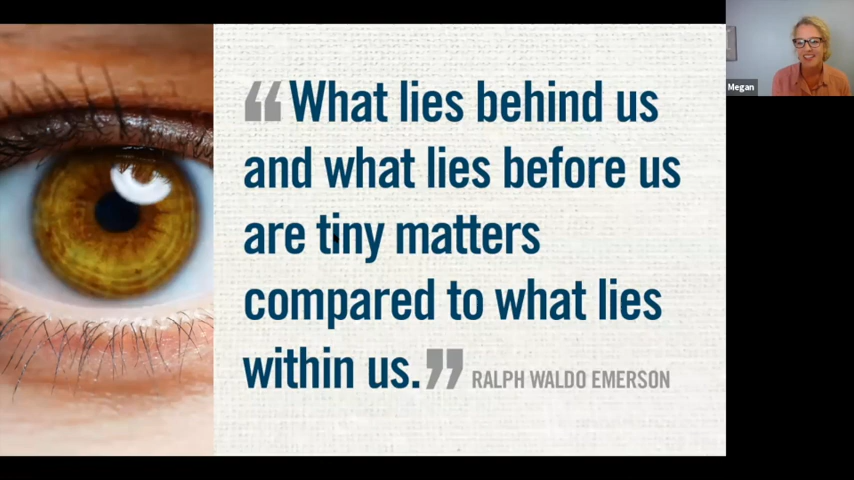 “What lies behind us
and what lies before us
are tiny matters
compared to what lies
within us.” RALPH WALDO EMERSON
Megan